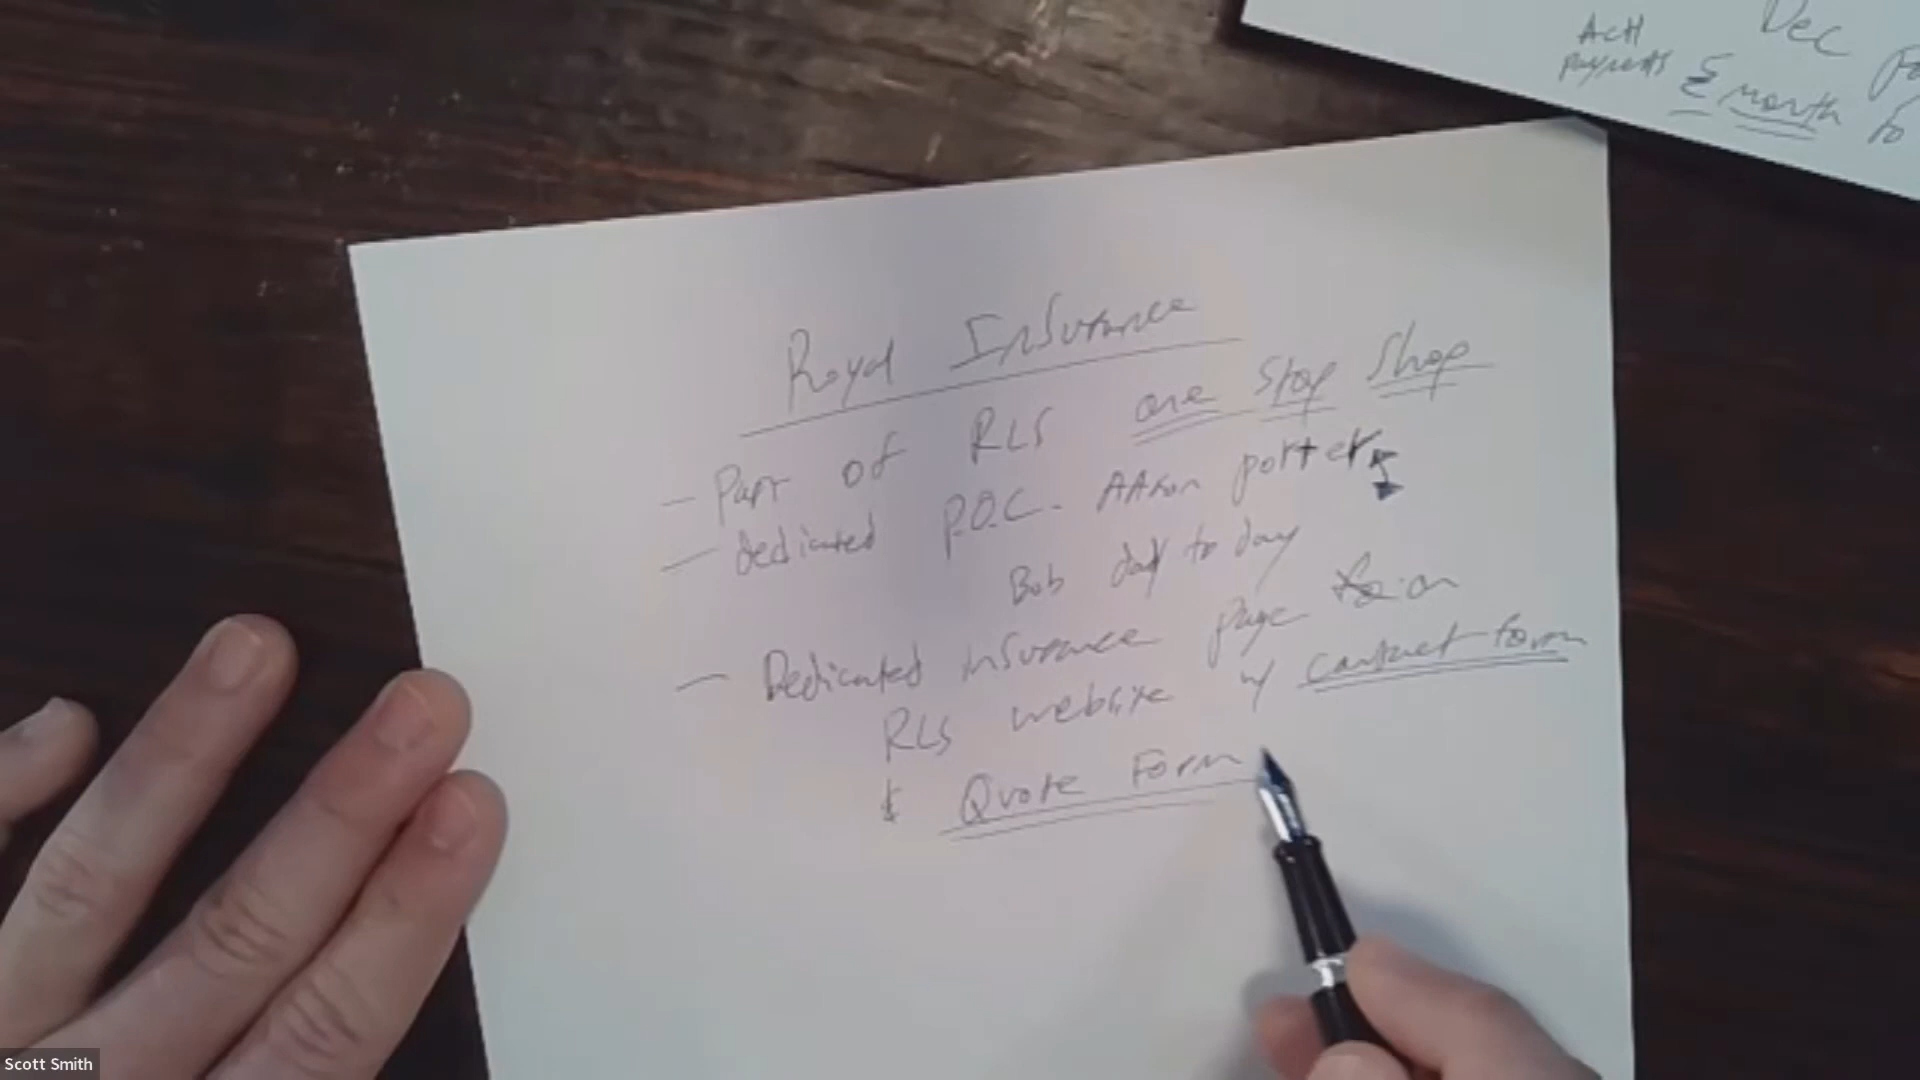 Royal Insurance
- Part of RLS one stop shop
- dedicated P.O.C. AAron porter
Bob day to day
- Dedicated insurance page on
RLS website w/ contact form
& Quote Form
Dec
ACH
payments
month
Scott Smith